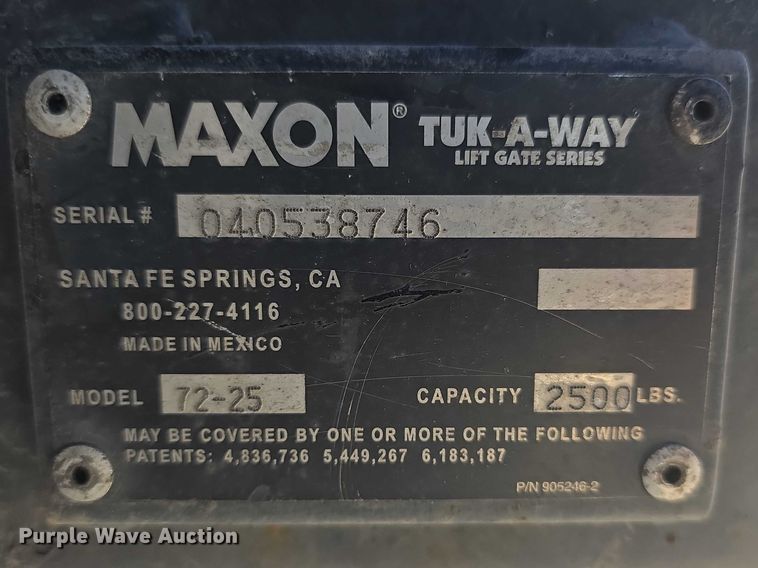 MAXON® TUK-A-WAY
LIFT GATE SERIES
SERIAL # 040538746
SANTA FE SPRINGS, CA
800-227-4116
MADE IN MEXICO
MODEL 72-25 CAPACITY 2500 LBS.
MAY BE COVERED BY ONE OR MORE OF THE FOLLOWING
PATENTS: 4,836,736 5,449,267 6,183,187
P/N 905246-2
Purple Wave Auction